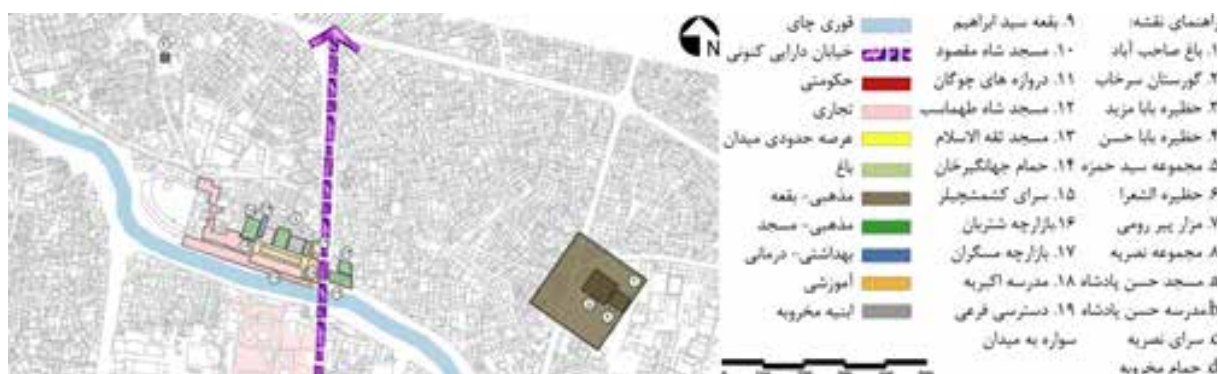 راهنمای نقشه:
۱. باغ صاحب آباد
۲. گورستان سرخاب
۳. حظیره بابا مزید
۴. حظیره بابا حسن
۵. مجموعه سید حمزه
۶. حظیره الشعرا
۷. مزار پیر رومی
۸. مجموعه نصریه
a. مسجد حسن پادشاه
b. مدرسه حسن پادشاه
c. سرای نصریه
d. حمام مخروبه
۹. بقعه سید ابراهیم
۱۰. مسجد شاه مقصود
۱۱. دروازه های چوگان
۱۲. مسجد شاه طهماسب
۱۳. مسجد ثقه الاسلام
۱۴. حمام جهانگیرخان
۱۵. سرای کشمشچیلر
۱۶. بازارچه شتربان
۱۷. بازارچه مسگران
۱۸. مدرسه اکبریه
۱۹. دسترسی فرعی
سواره به میدان
قوری چای
خیابان دارایی کنونی
حکومتی
تجاری
عرصه حدودی میدان
باغ
مذهبی- بقعه
مذهبی- مسجد
بهداشتی- درمانی
آموزشی
ابنیه مخروبه
N